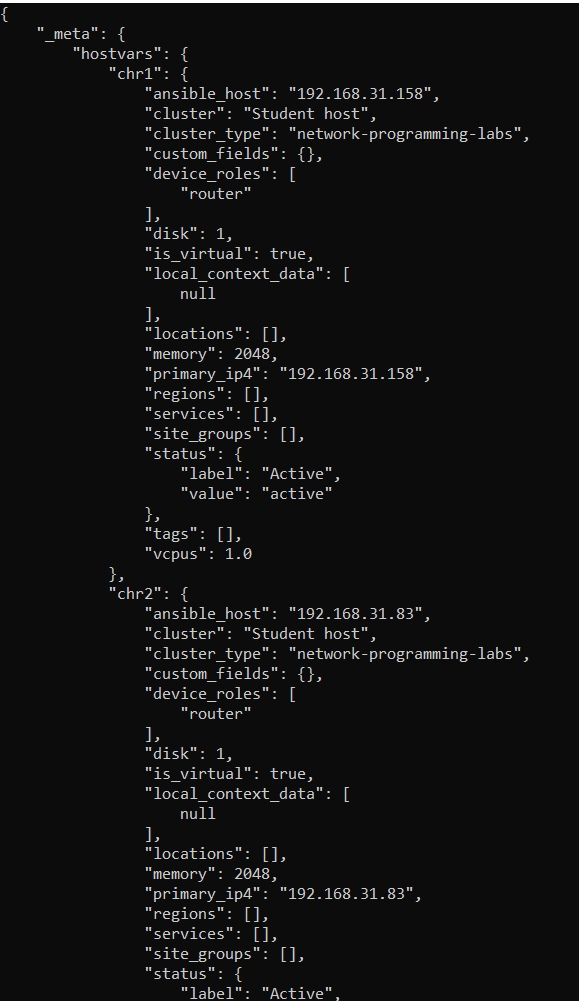 {
    "_meta": {
        "hostvars": {
            "chr1": {
                "ansible_host": "192.168.31.158",
                "cluster": "Student host",
                "cluster_type": "network-programming-labs",
                "custom_fields": {},
                "device_roles": [
                    "router"
                ],
                "disk": 1,
                "is_virtual": true,
                "local_context_data": [
                    null
                ],
                "locations": [],
                "memory": 2048,
                "primary_ip4": "192.168.31.158",
                "regions": [],
                "services": [],
                "site_groups": [],
                "status": {
                    "label": "Active",
                    "value": "active"
                },
                "tags": [],
                "vcpus": 1.0
            },
            "chr2": {
                "ansible_host": "192.168.31.83",
                "cluster": "Student host",
                "cluster_type": "network-programming-labs",
                "custom_fields": {},
                "device_roles": [
                    "router"
                ],
                "disk": 1,
                "is_virtual": true,
                "local_context_data": [
                    null
                ],
                "locations": [],
                "memory": 2048,
                "primary_ip4": "192.168.31.83",
                "regions": [],
                "services": [],
                "site_groups": [],
                "status": {
                    "label": "Active",